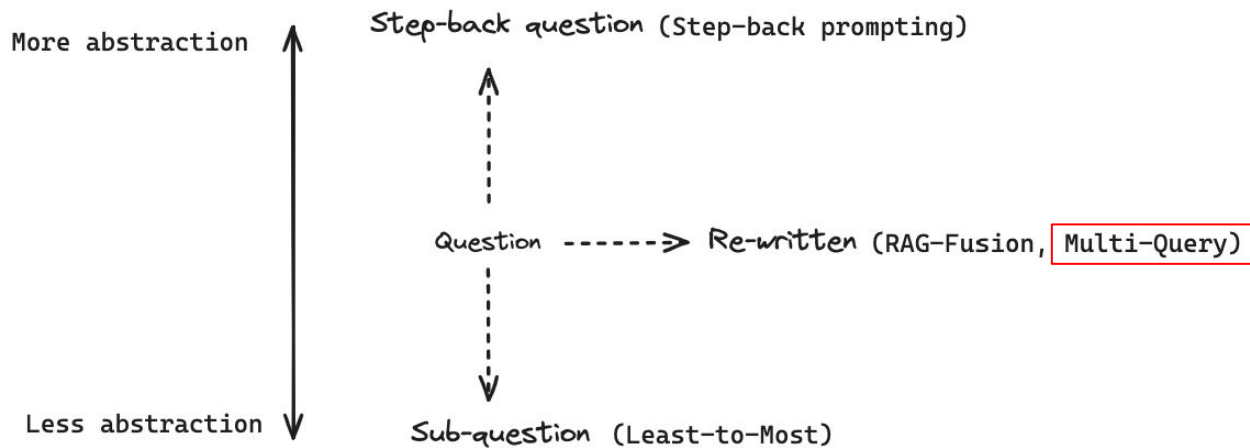 More abstraction
Step-back question (Step-back prompting)
Question
Re-written (RAG-Fusion, Multi-Query)
Less abstraction
Sub-question (Least-to-Most)